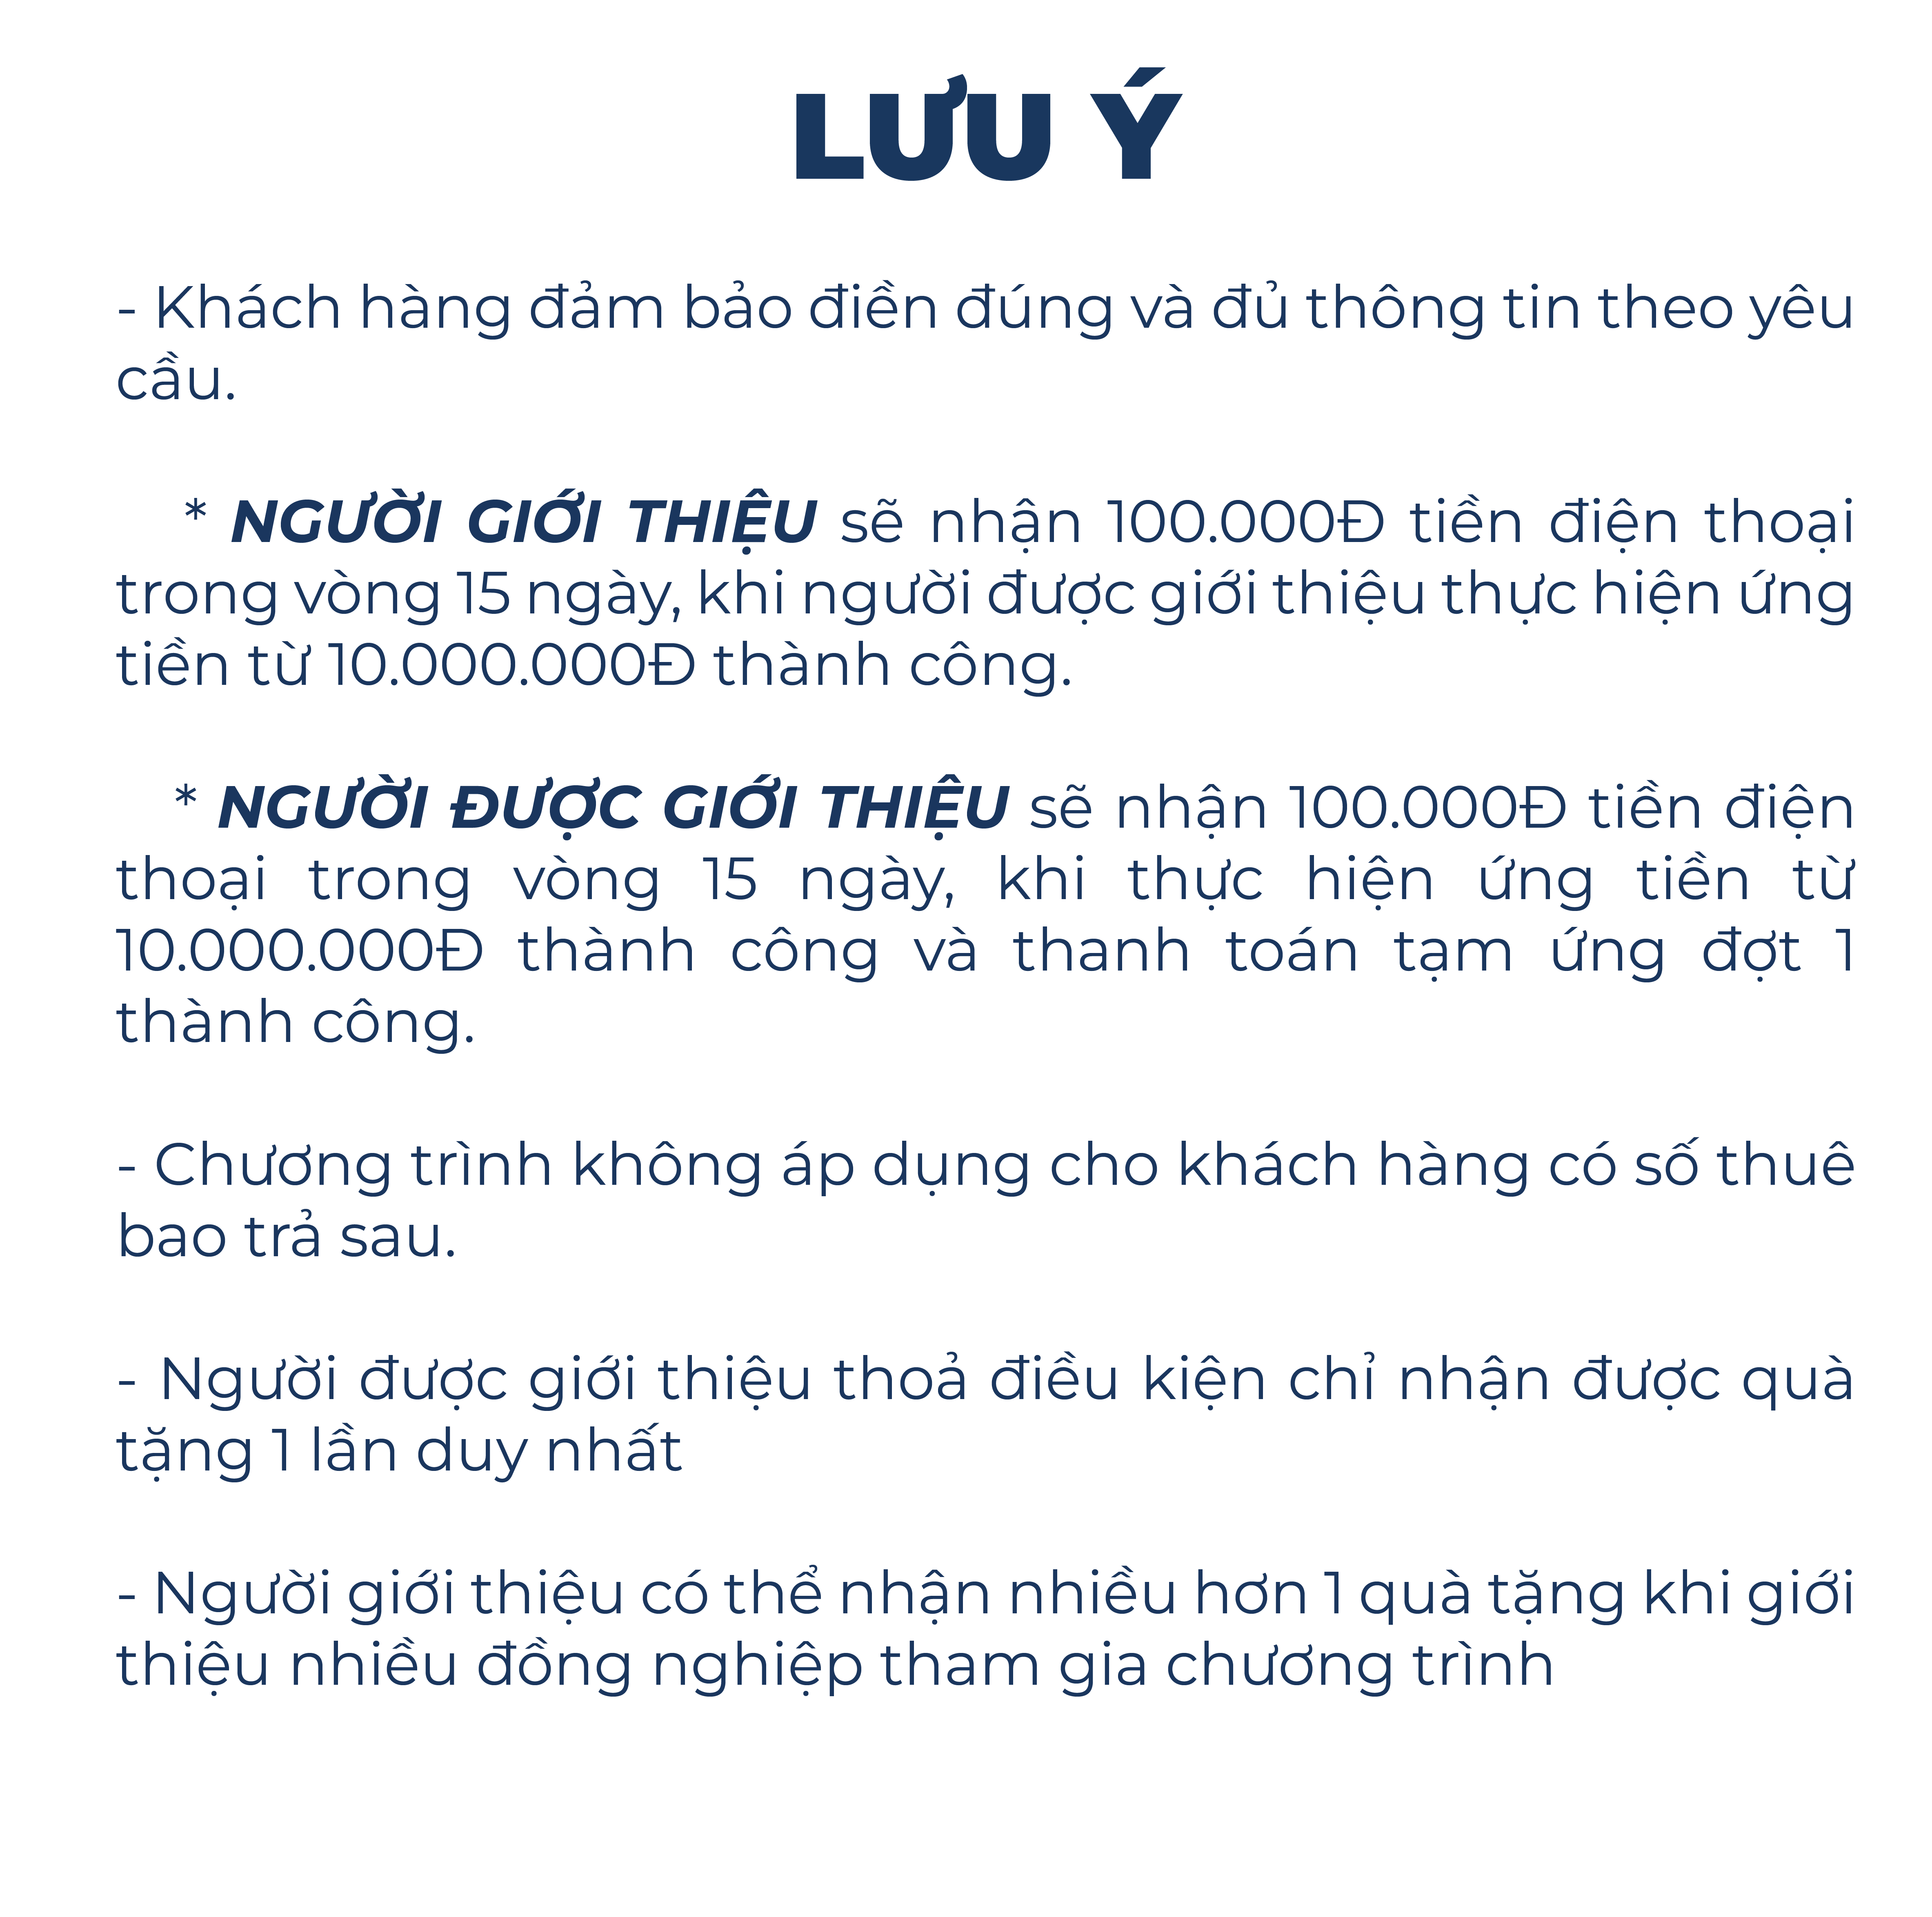 LƯU Ý
- Khách hàng đảm bảo điền đúng và đủ thông tin theo yêu
cầu.
* NGƯỜI GIỚI THIỆU sẽ nhận 100.000Đ tiền điện thoại
trong vòng 15 ngày, khi người được giới thiệu thực hiện ứng
tiền từ 10.000.000Đ thành công.
* NGƯỜI ĐƯỢC GIỚI THIỆU sẽ nhận 100.000Đ tiền điện
thoại trong vòng 15 ngày, khi thực hiện ứng tiền từ
10.000.000Đ thành công và thanh toán tạm ứng đợt 1
thành công.
- Chương trình không áp dụng cho khách hàng có số thuê
bao trả sau.
- Người được giới thiệu thoả điều kiện chỉ nhận được quà
tặng 1 lần duy nhất
- Người giới thiệu có thể nhận nhiều hơn 1 quà tặng khi giới
thiệu nhiều đồng nghiệp tham gia chương trình